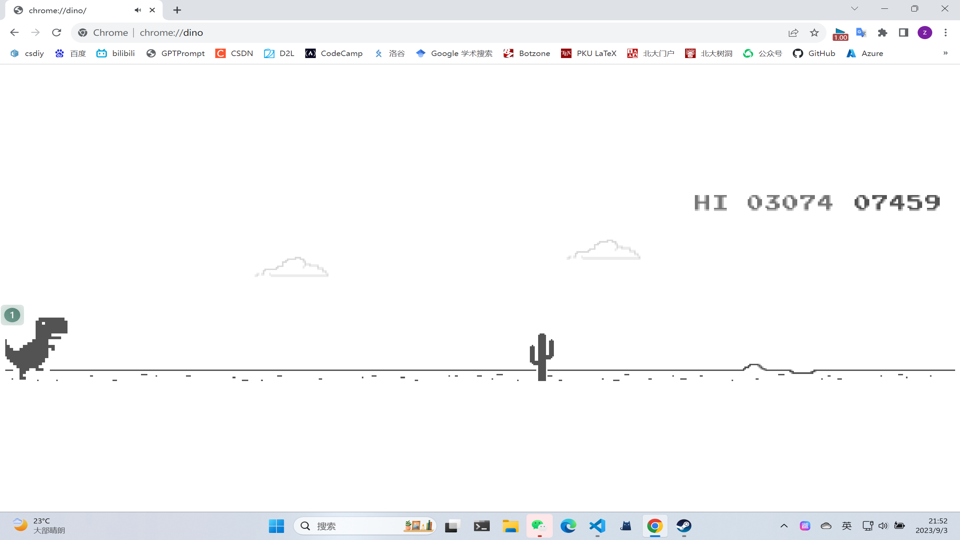 chrome://dino/
Chrome | chrome://dino
1.00
z
csdiy 百度 bilibili GPTPrompt CSDN D2L CodeCamp 洛谷 Google 学术搜索 Botzone PKU LaTeX 北大门户 北大树洞 公众号 GitHub Azure »
HI 03074 07459
1
23°C
大部晴朗
搜索
英
21:52
2023/9/3